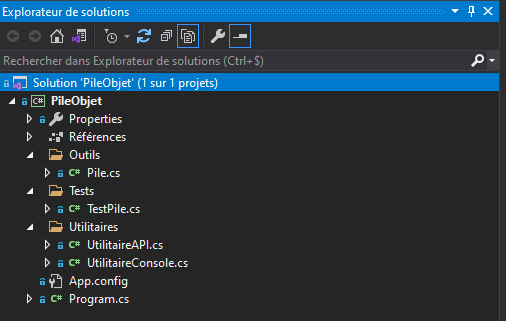 Explorateur de solutions
Rechercher dans Explorateur de solutions (Ctrl+$)
Solution 'PileObjet' (1 sur 1 projets)
C# PileObjet
Properties
Références
Outils
C# Pile.cs
Tests
C# TestPile.cs
Utilitaires
C# UtilitaireAPI.cs
C# UtilitaireConsole.cs
App.config
C# Program.cs